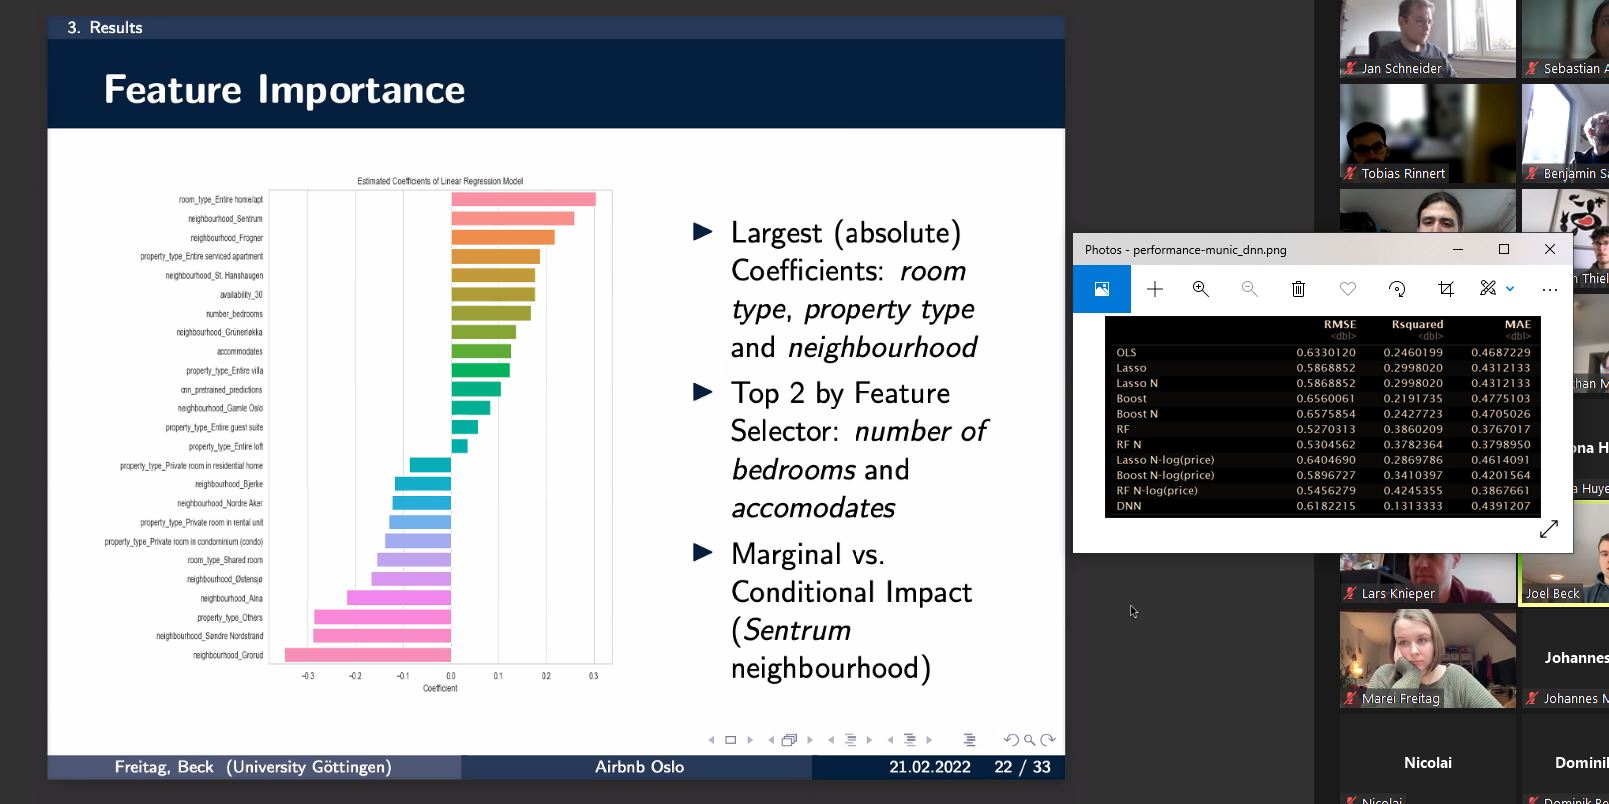 3. Results
Feature Importance
Estimated Coefficients of Linear Regression Model
room_type_Entire home/apt
neighbourhood_Sentrum
neighbourhood_Frogner
property_type_Entire serviced apartment
neighbourhood_St. Hanshaugen
availability_30
number_bedrooms
neighbourhood_Grünerløkka
accommodates
property_type_Entire villa
cnn_pretrained_predictions
neighbourhood_Gamle Oslo
property_type_Entire guest suite
property_type_Entire loft
property_type_Private room in residential home
neighbourhood_Bjerke
neighbourhood_Nordre Aker
property_type_Private room in rental unit
property_type_Private room in condominium (condo)
room_type_Shared room
neighbourhood_Østensjø
neighbourhood_Alna
property_type_Others
neighbourhood_Søndre Nordstrand
neighbourhood_Grorud
−0.3 −0.2 −0.1 0.0 0.1 0.2 0.3
Coefficient
Largest (absolute)
Coefficients: room
type, property type
and neighbourhood
Top 2 by Feature
Selector: number of
bedrooms and
accomodates
Marginal vs.
Conditional Impact
(Sentrum
neighbourhood)
Freitag, Beck (University Göttingen) Airbnb Oslo 21.02.2022 22 / 33
Photos - performance-munic_dnn.png
RMSE Rsquared MAE
<dbl> <dbl> <dbl>
OLS 0.6330120 0.2460199 0.4687229
Lasso 0.5868852 0.2998020 0.4312133
Lasso N 0.5868852 0.2998020 0.4312133
Boost 0.6560061 0.2191735 0.4775103
Boost N 0.6575854 0.2427723 0.4705026
RF 0.5270313 0.3860209 0.3767017
RF N 0.5304562 0.3782364 0.3798950
Lasso N-log(price) 0.6404690 0.2869786 0.4614091
Boost N-log(price) 0.5896727 0.3410397 0.4201564
RF N-log(price) 0.5456279 0.4245355 0.3867661
DNN 0.6182215 0.1313333 0.4391207
Jan Schneider
Sebastian A
Tobias Rinnert
Benjamin Sa
Thiel
han M
ona H
a Huye
Lars Knieper
Joel Beck
Marei Freitag
Johannes
Johannes M
Nicolai
Nicolai
Domini
Dominik Be